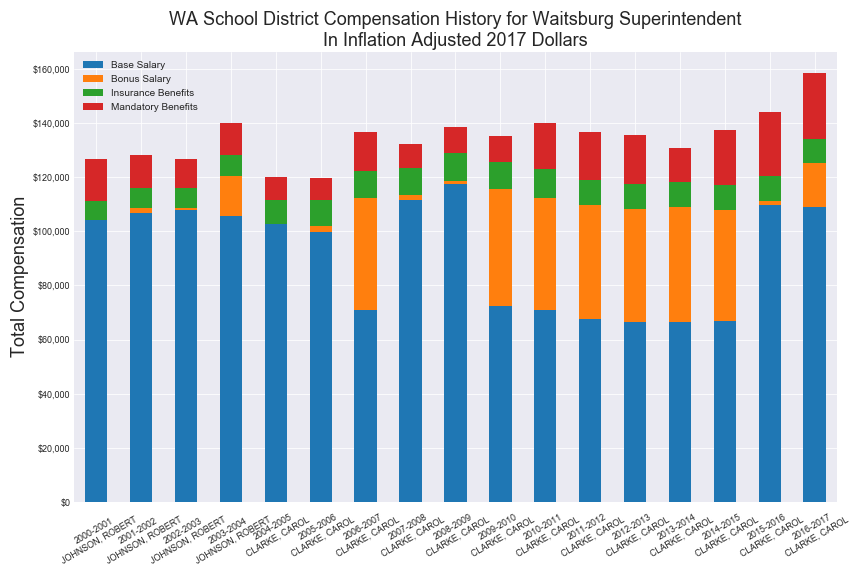 WA School District Compensation History for Waitsburg Superintendent
In Inflation Adjusted 2017 Dollars
Base Salary
Bonus Salary
Insurance Benefits
Mandatory Benefits
Total Compensation
$160,000
$140,000
$120,000
$100,000
$80,000
$60,000
$40,000
$20,000
$0
2000-2001
JOHNSON, ROBERT
2001-2002
JOHNSON, ROBERT
2002-2003
JOHNSON, ROBERT
2003-2004
JOHNSON, ROBERT
2004-2005
CLARKE, CAROL
2005-2006
CLARKE, CAROL
2006-2007
CLARKE, CAROL
2007-2008
CLARKE, CAROL
2008-2009
CLARKE, CAROL
2009-2010
CLARKE, CAROL
2010-2011
CLARKE, CAROL
2011-2012
CLARKE, CAROL
2012-2013
CLARKE, CAROL
2013-2014
CLARKE, CAROL
2014-2015
CLARKE, CAROL
2015-2016
CLARKE, CAROL
2016-2017
CLARKE, CAROL